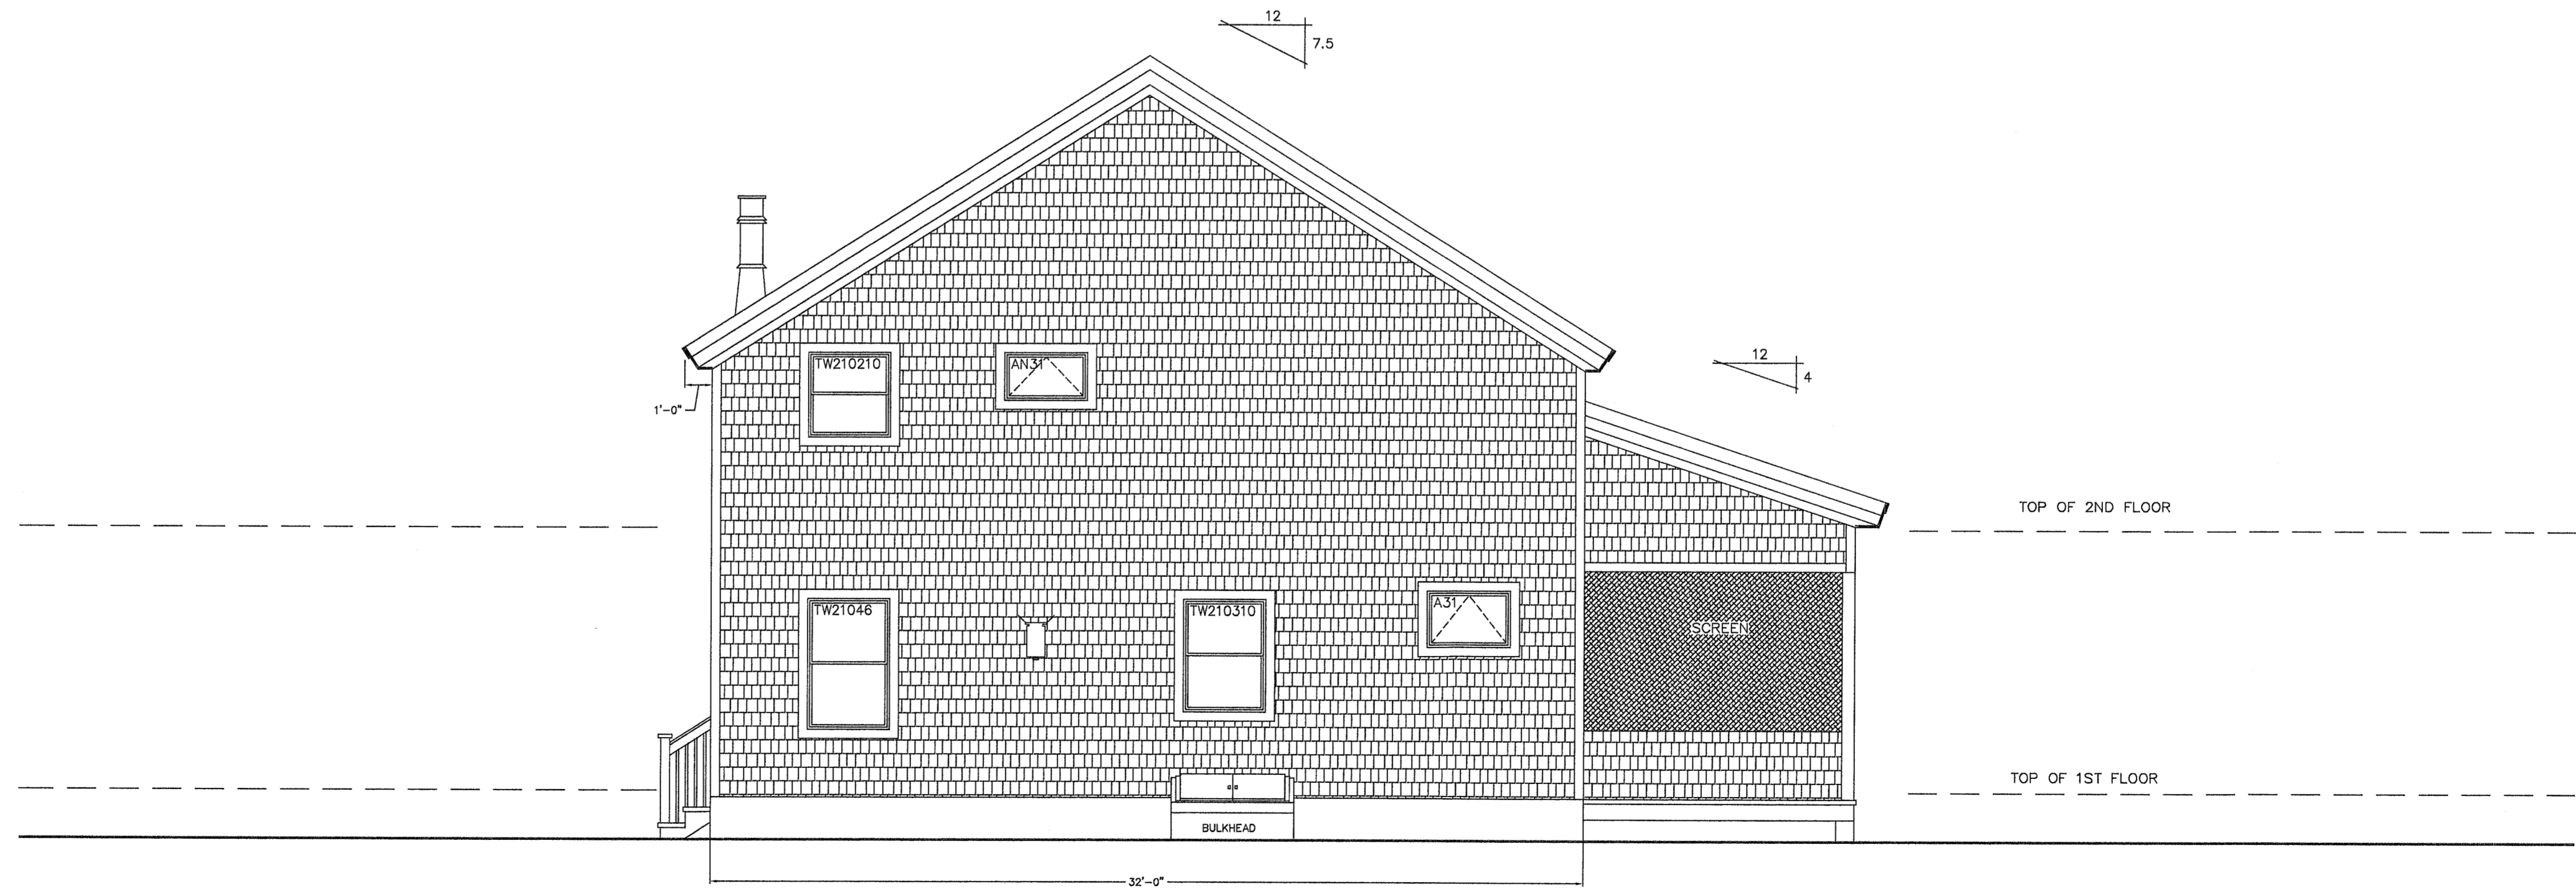 12
7.5
12
4
TW210210
AN31
1'-0"
TOP OF 2ND FLOOR
TW21046
TW210310
A31
SCREEN
TOP OF 1ST FLOOR
BULKHEAD
32'-0"